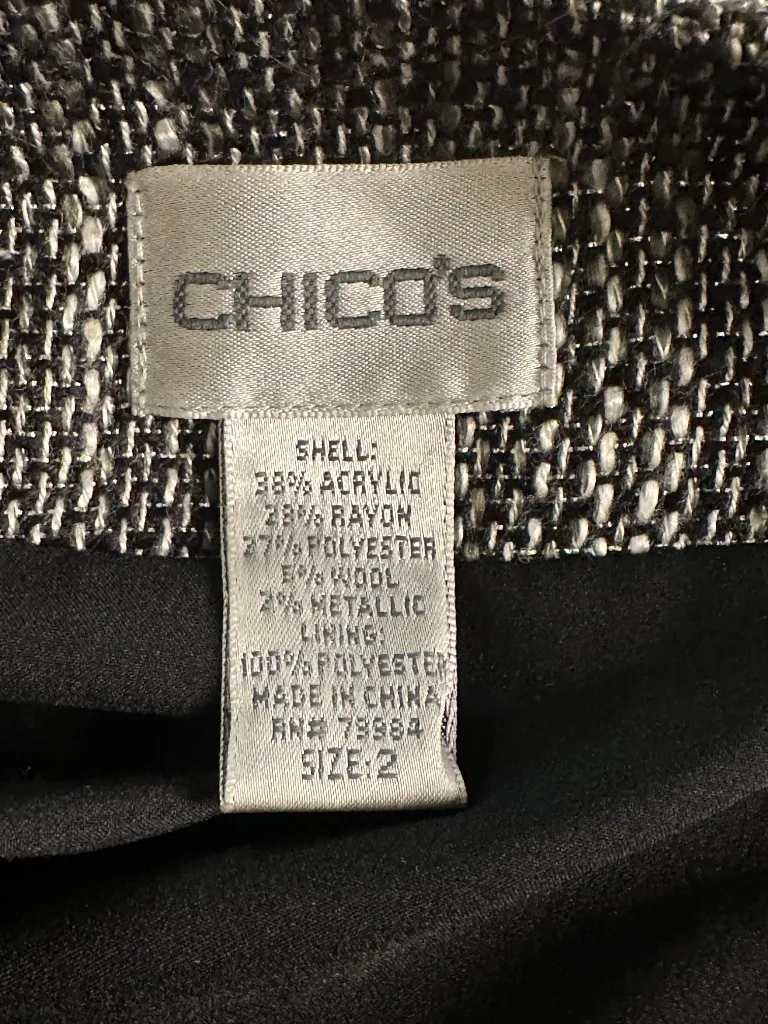 CHICO'S
SHELL:
38% ACRYLIC
28% RAYON
27% POLYESTER
5% WOOL
2% METALLIC
LINING:
100% POLYESTER
MADE IN CHINA
RN# 79984
SIZE: 2